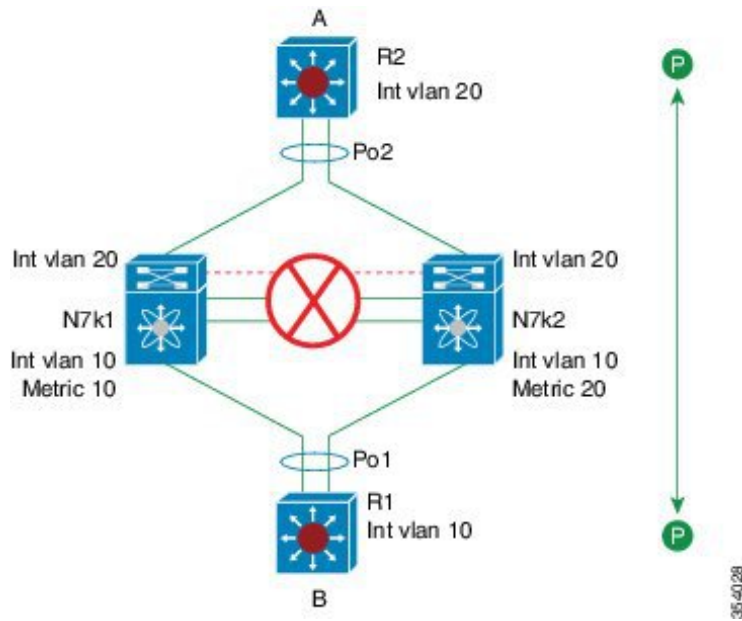 A
R2
Int vlan 20
P
Po2
Int vlan 20
Int vlan 20
N7k1
N7k2
Int vlan 10
Metric 10
Int vlan 10
Metric 20
Po1
R1
Int vlan 10
P
B
354028